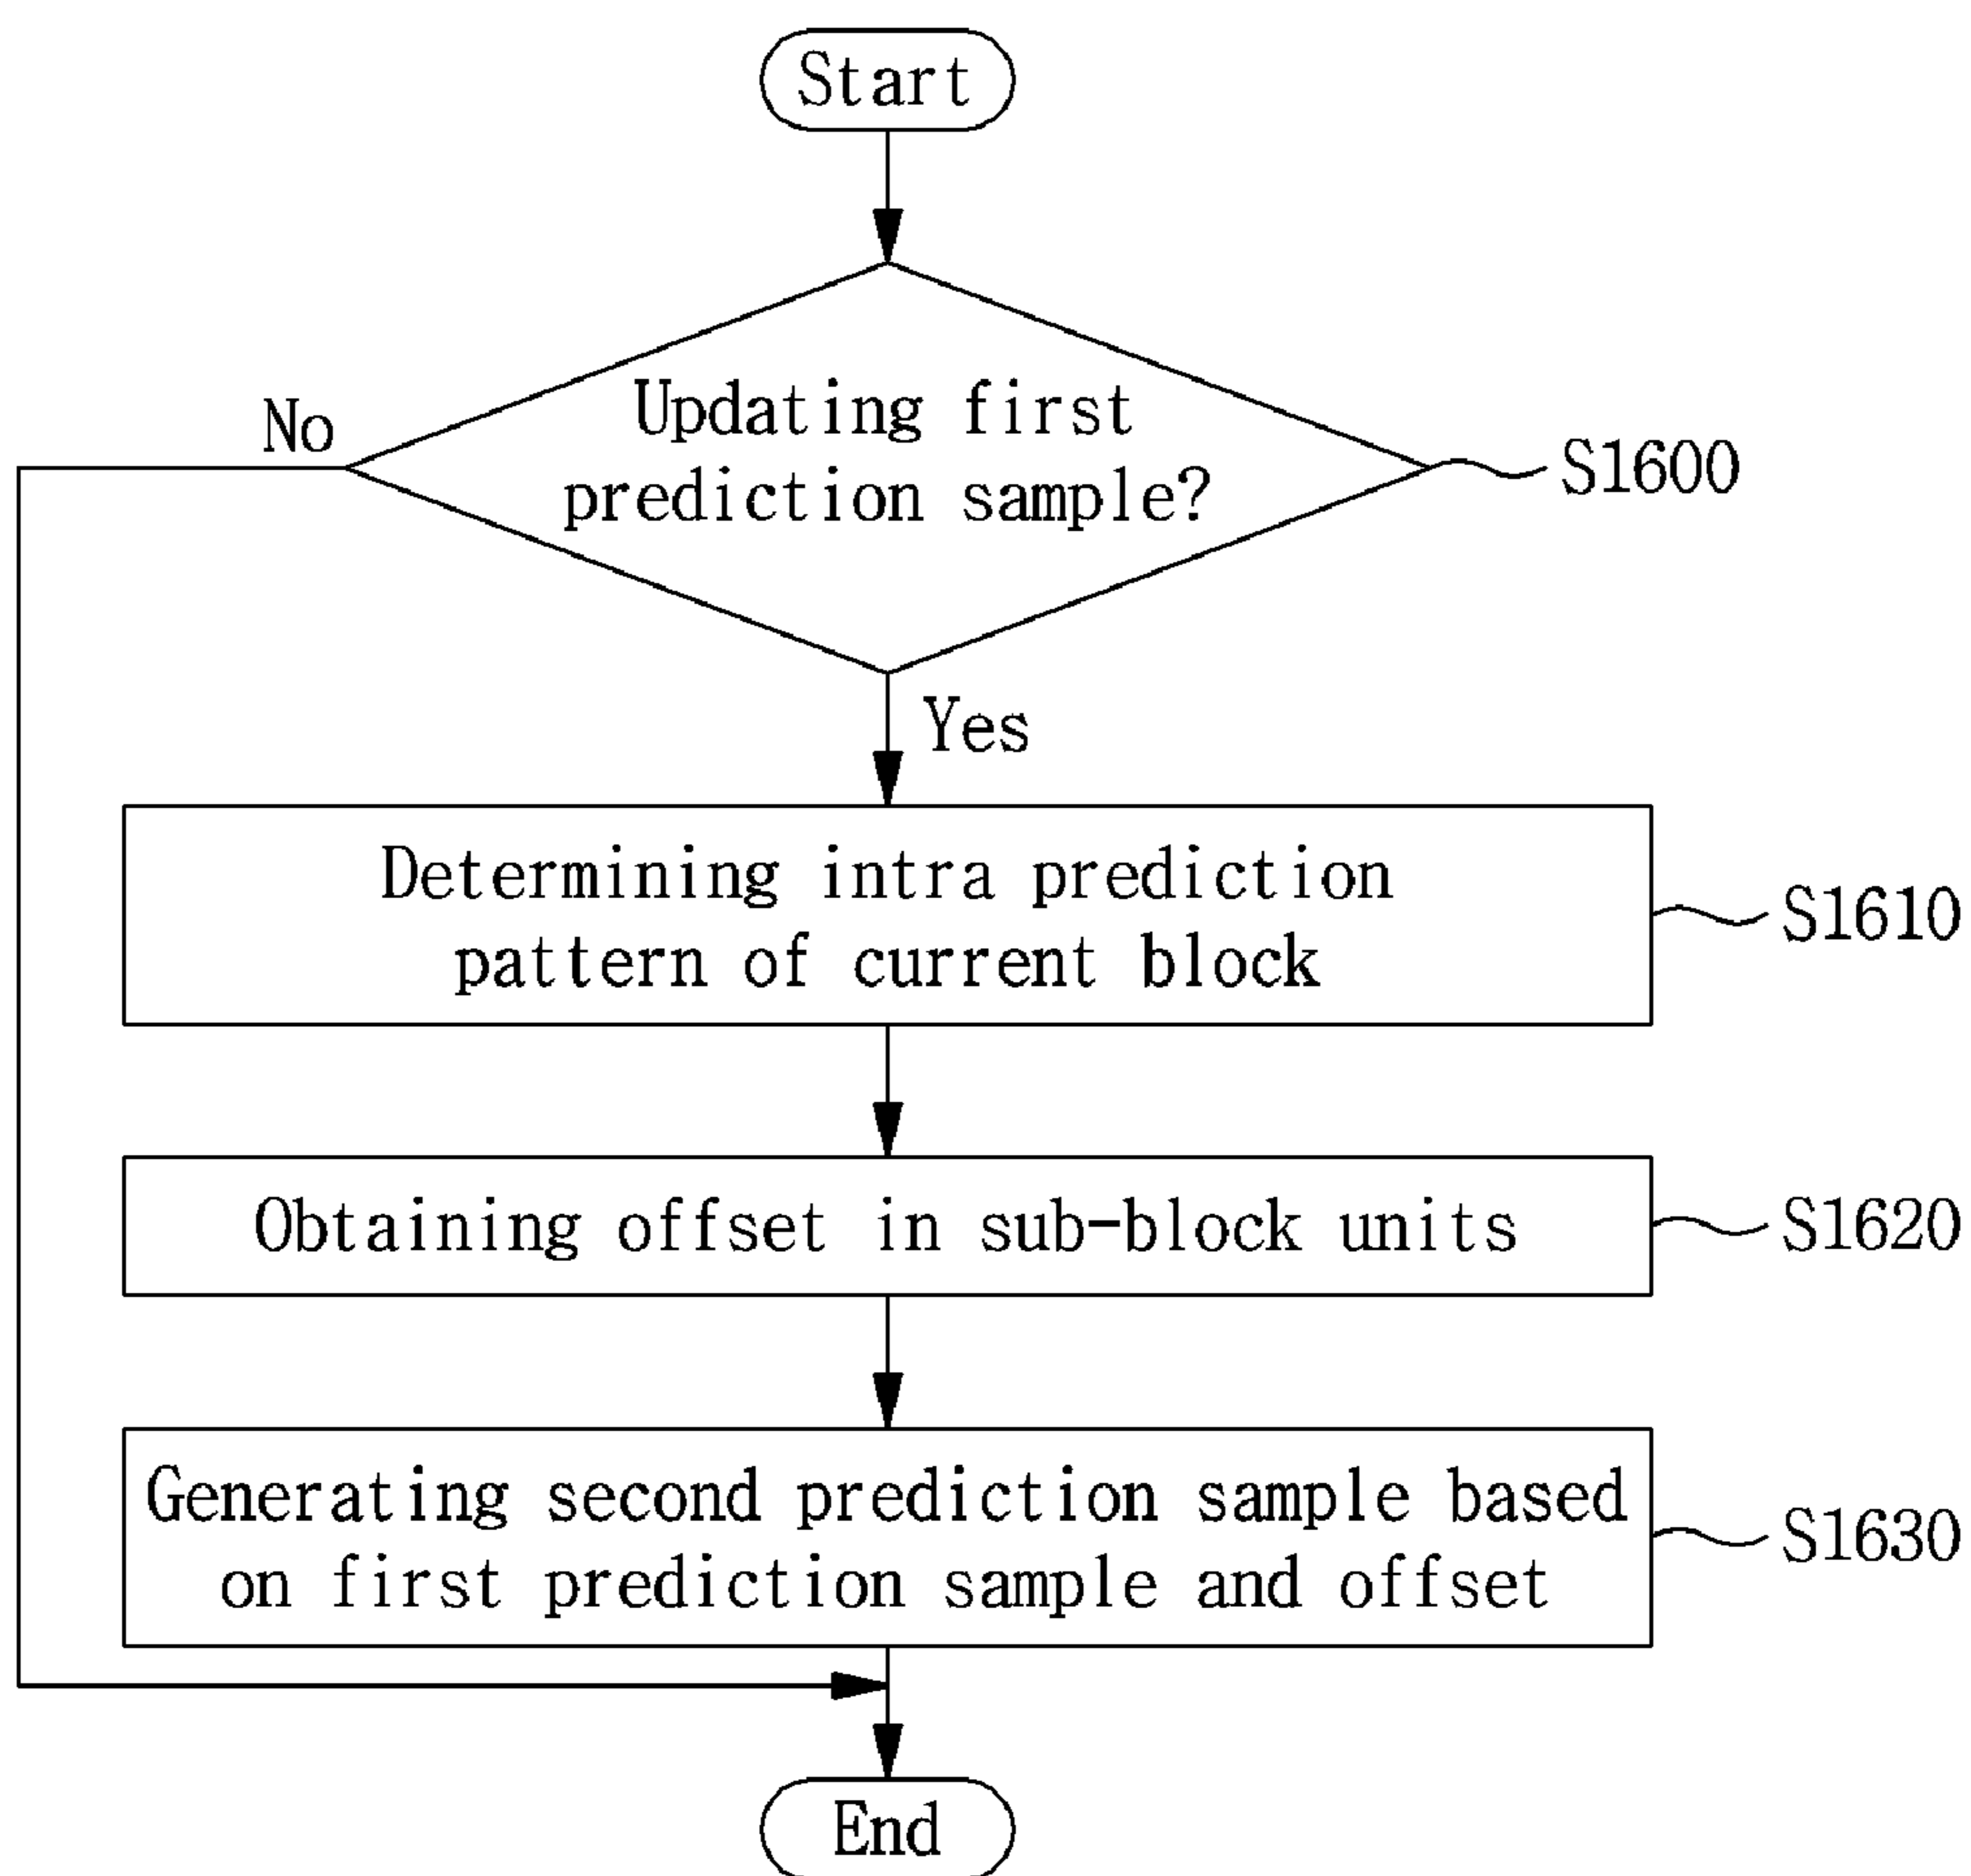 Start
Updating first
prediction sample?
No
S1600
Yes
Determining intra prediction
pattern of current block
S1610
Obtaining offset in sub-block units
S1620
Generating second prediction sample based
on first prediction sample and offset
S1630
End